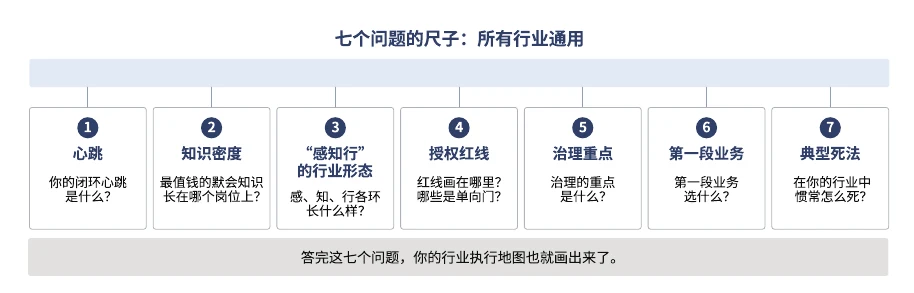 七个问题的尺子：所有行业通用
1
心跳
你的闭环心跳
是什么？
2
知识密度
最值钱的默会知识
长在哪个岗位上？
3
“感知行”
的行业形态
感、知、行各环
长什么样？
4
授权红线
红线画在哪里？
哪些是单向门？
5
治理重点
治理的重点
是什么？
6
第一段业务
第一段业务
选什么？
7
典型死法
在你的行业中
惯常怎么死？
答完这七个问题，你的行业执行地图也就画出来了。